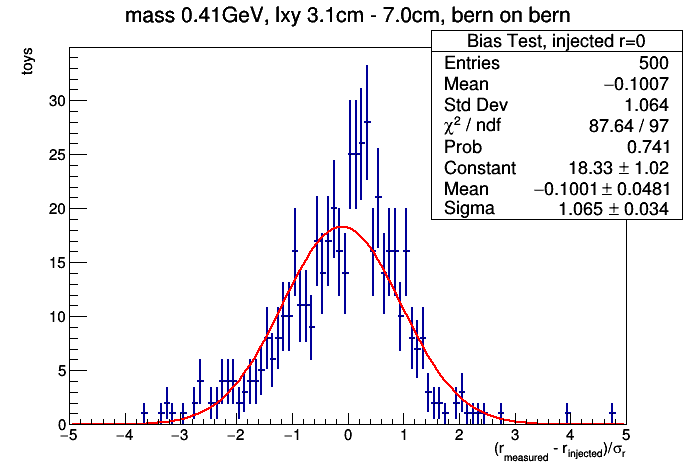 mass 0.41GeV, lxy 3.1cm - 7.0cm, bern on bern
Bias Test, injected r=0
Entries 500
Mean −0.1007
Std Dev 1.064
χ² / ndf 87.64 / 97
Prob 0.741
Constant 18.33 ± 1.02
Mean −0.1001 ± 0.0481
Sigma 1.065 ± 0.034
toys
30
25
20
15
10
5
0
−5 −4 −3 −2 −1 0 1 2 3 4 5
(r_measured - r_injected)/σ_r